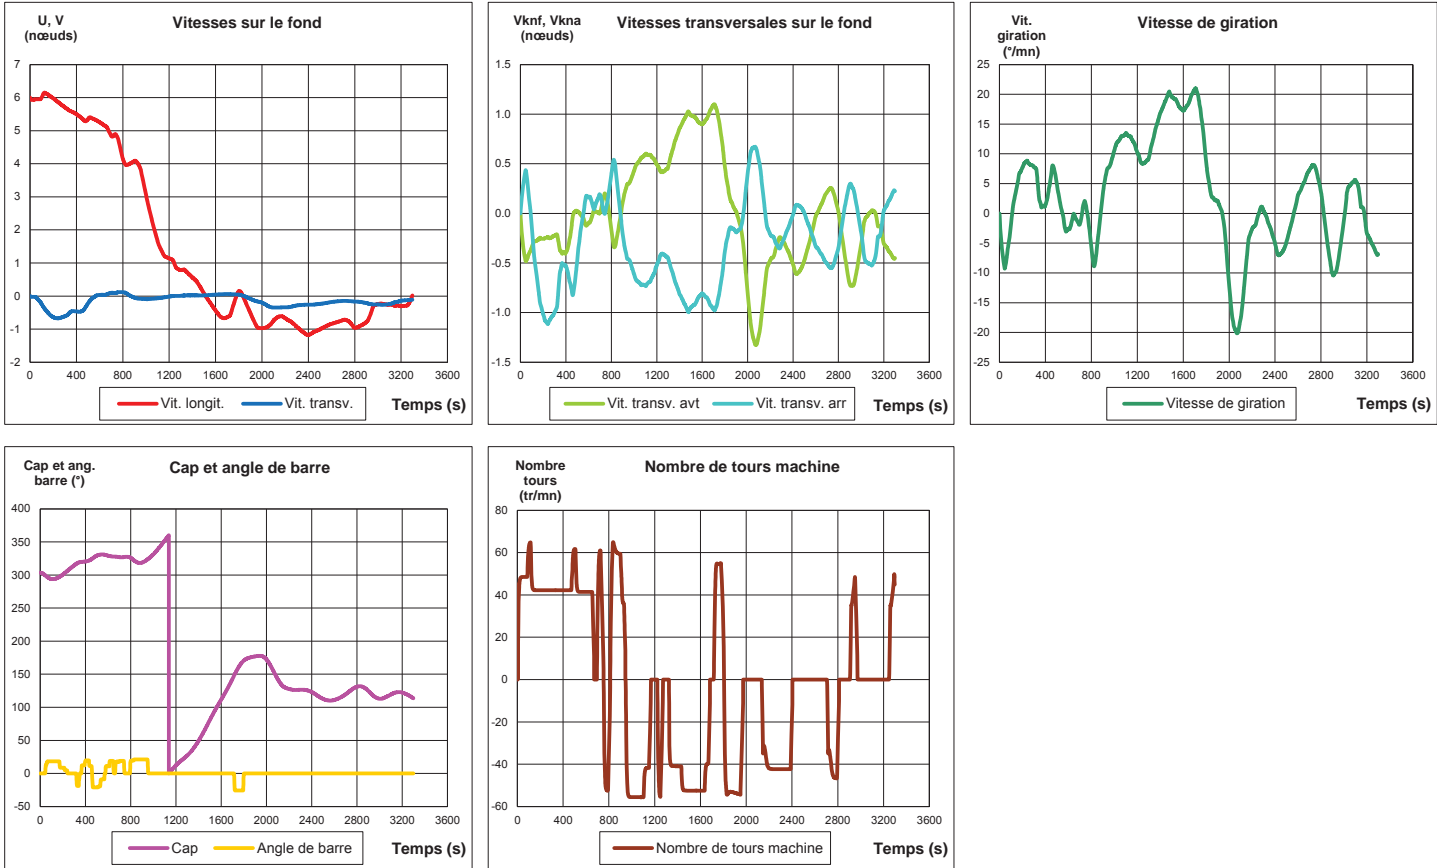 U, V
(nœuds)
Vitesses sur le fond
7
6
5
4
3
2
1
0
-1
-2
0 400 800 1200 1600 2000 2400 2800 3200 3600
Vit. longit. Vit. transv.
Temps (s)
Vknf, Vkna
(nœuds)
Vitesses transversales sur le fond
1.5
1.0
0.5
0.0
-0.5
-1.0
-1.5
0 400 800 1200 1600 2000 2400 2800 3200 3600
Vit. transv. avt Vit. transv. arr
Temps (s)
Vit.
giration
(°/mn)
Vitesse de giration
25
20
15
10
5
0
-5
-10
-15
-20
-25
0 400 800 1200 1600 2000 2400 2800 3200 3600
Vitesse de giration
Temps (s)
Cap et ang.
barre (°)
Cap et angle de barre
400
350
300
250
200
150
100
50
0
-50
0 400 800 1200 1600 2000 2400 2800 3200 3600
Cap Angle de barre
Temps (s)
Nombre
tours
(tr/mn)
Nombre de tours machine
80
60
40
20
0
-20
-40
-60
0 400 800 1200 1600 2000 2400 2800 3200 3600
Nombre de tours machine
Temps (s)